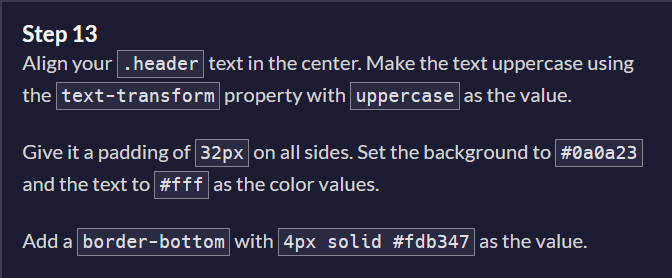 Step 13
Align your .header text in the center. Make the text uppercase using
the text-transform property with uppercase as the value.
Give it a padding of 32px on all sides. Set the background to #0a0a23
and the text to #fff as the color values.
Add a border-bottom with 4px solid #fdb347 as the value.